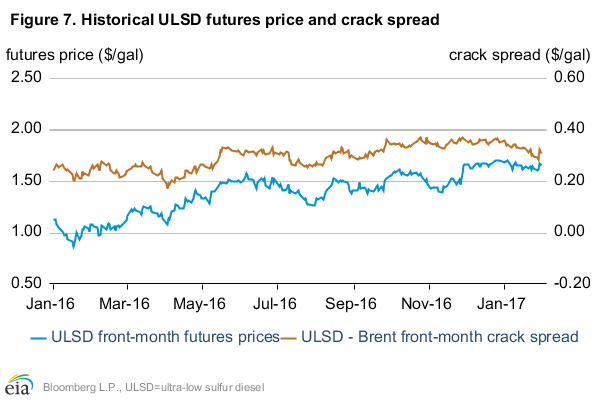 Figure 7. Historical ULSD futures price and crack spread
futures price ($/gal) crack spread ($/gal)
2.50 0.60
2.00 0.40
1.50 0.20
1.00 0.00
0.50 -0.20
Jan-16 Mar-16 May-16 Jul-16 Sep-16 Nov-16 Jan-17
ULSD front-month futures prices ULSD - Brent front-month crack spread
eia Bloomberg L.P., ULSD=ultra-low sulfur diesel